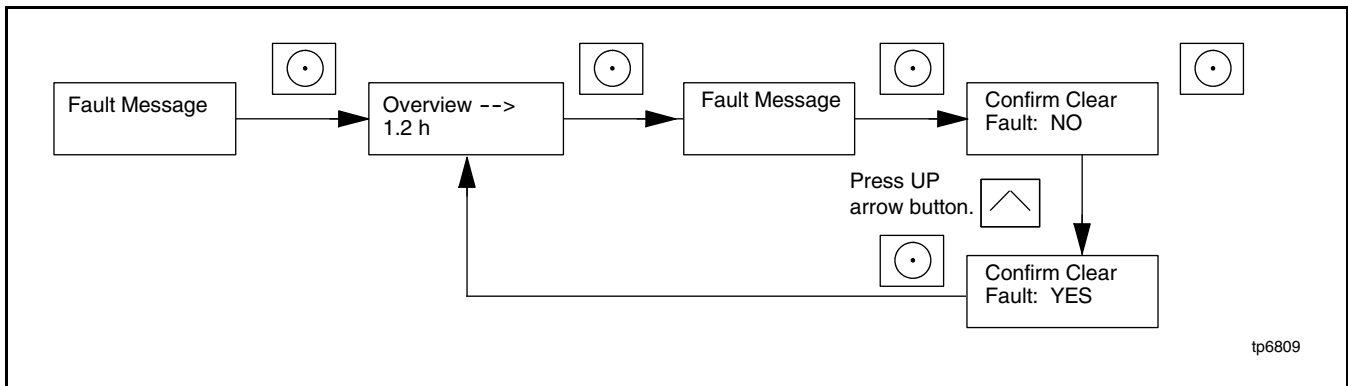 Fault Message
Overview -->
1.2 h
Fault Message
Confirm Clear
Fault: NO
Press UP
arrow button.
Confirm Clear
Fault: YES
tp6809